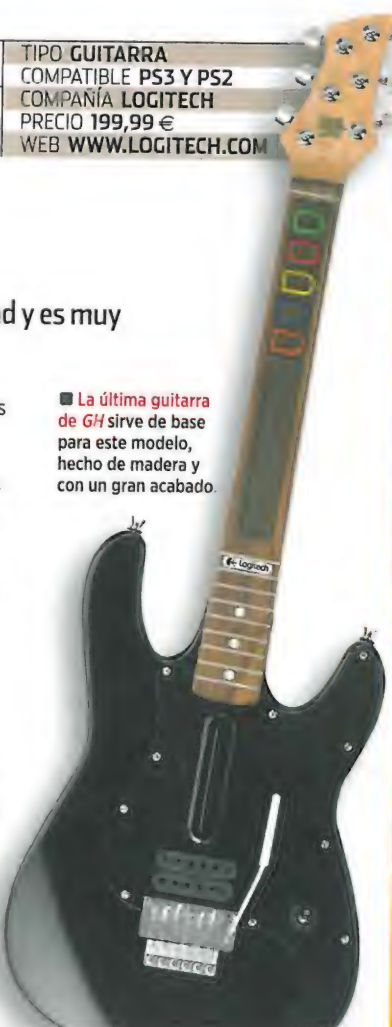 TIPO GUITARRA
COMPATIBLE PS3 Y PS2
COMPAÑÍA LOGITECH
PRECIO 199,99 €
WEB WWW.LOGITECH.COM
d y es muy
s
La última guitarra
de GH sirve de base
para este modelo,
hecho de madera y
con un gran acabado.
Logitech